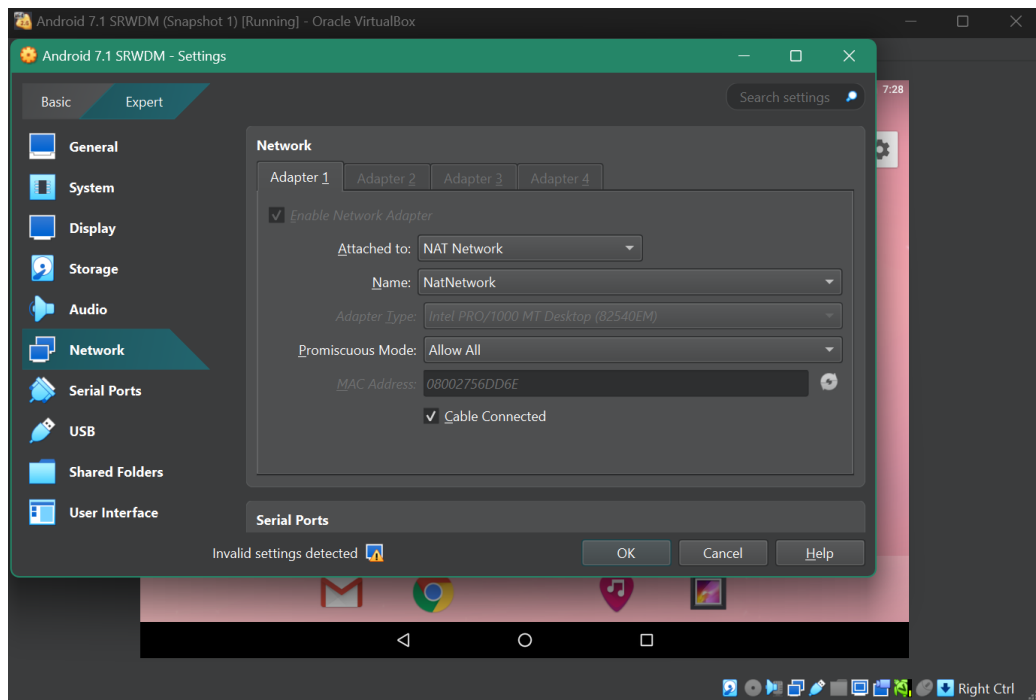 Android 7.1 SRWDM (Snapshot 1) [Running] - Oracle VirtualBox
Android 7.1 SRWDM - Settings
Basic
Expert
Search settings
7:28
General
System
Display
Storage
Audio
Network
Serial Ports
USB
Shared Folders
User Interface
Network
Adapter 1
Adapter 2
Adapter 3
Adapter 4
Enable Network Adapter
Attached to: NAT Network
Name: NatNetwork
Adapter Type: Intel PRO/1000 MT Desktop (82540EM)
Promiscuous Mode: Allow All
MAC Address: 08002756DD6E
Cable Connected
Serial Ports
Invalid settings detected
OK
Cancel
Help
Right Ctrl